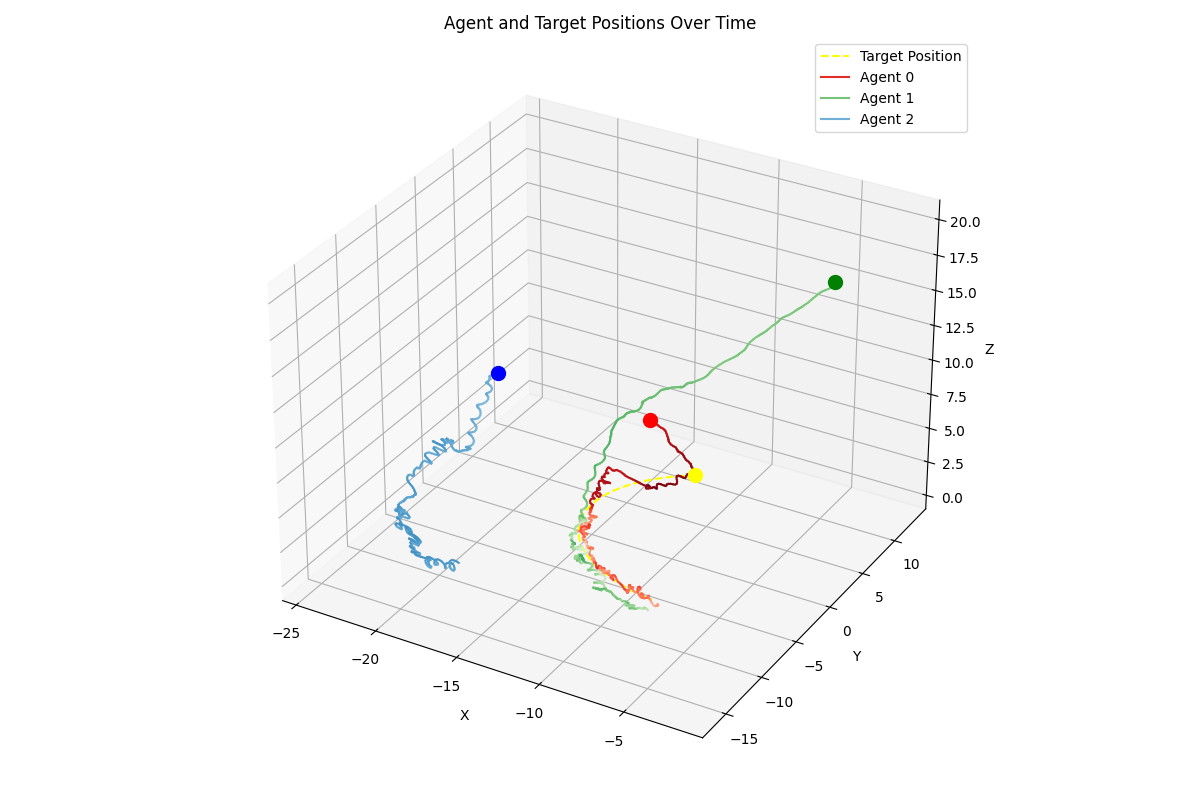 Agent and Target Positions Over Time
Target Position
Agent 0
Agent 1
Agent 2
20.0
17.5
15.0
12.5
10.0
7.5
5.0
2.5
0.0
Z
10
5
0
−5
−10
−15
Y
−25
−20
−15
−10
−5
X